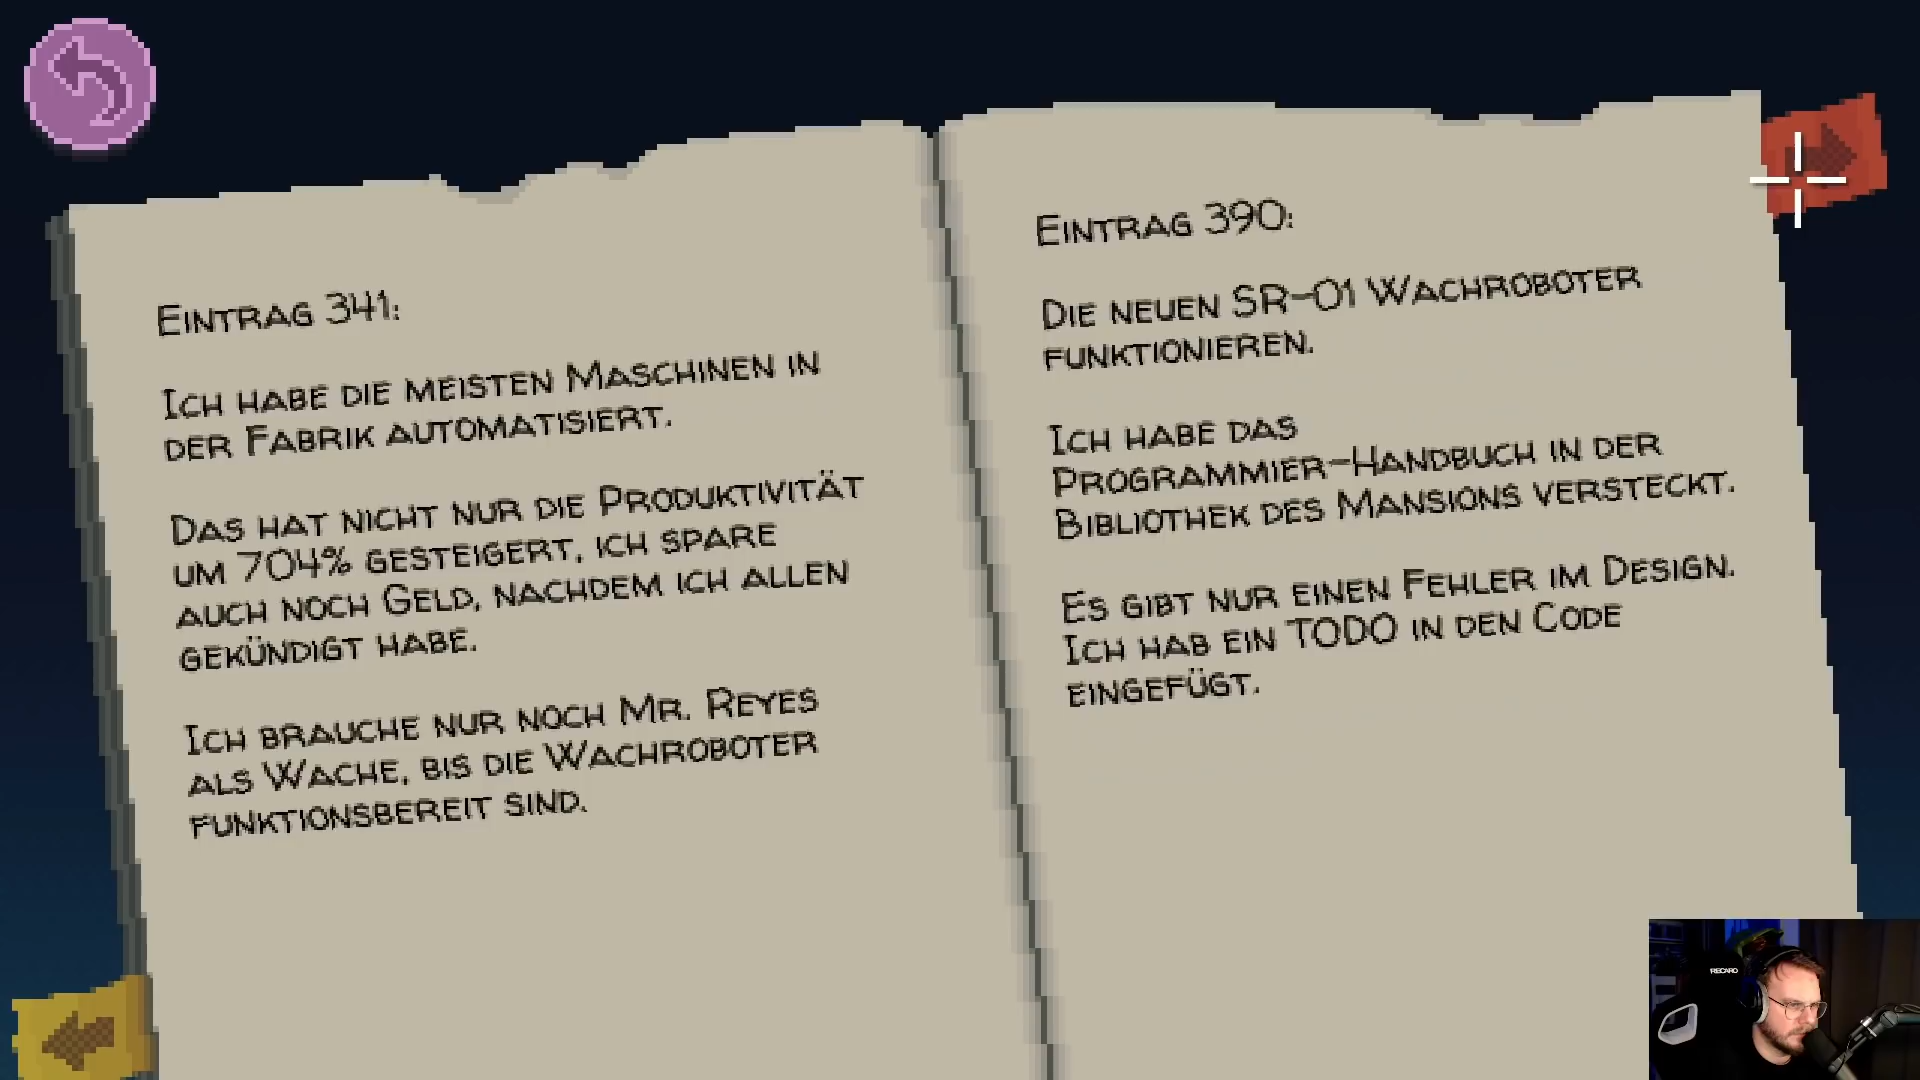 Eintrag 341:
Ich habe die meisten Maschinen in
der Fabrik automatisiert.
Das hat nicht nur die Produktivität
um 704% gesteigert, ich spare
auch noch Geld, nachdem ich allen
gekündigt habe.
Ich brauche nur noch Mr. Reyes
als Wache, bis die Wachroboter
funktionsbereit sind.
Eintrag 390:
Die neuen SR-01 Wachroboter
funktionieren.
Ich habe das
Programmier-Handbuch in der
Bibliothek des Mansions versteckt.
Es gibt nur einen Fehler im Design.
Ich hab ein TODO in den Code
eingefügt.
RECARO